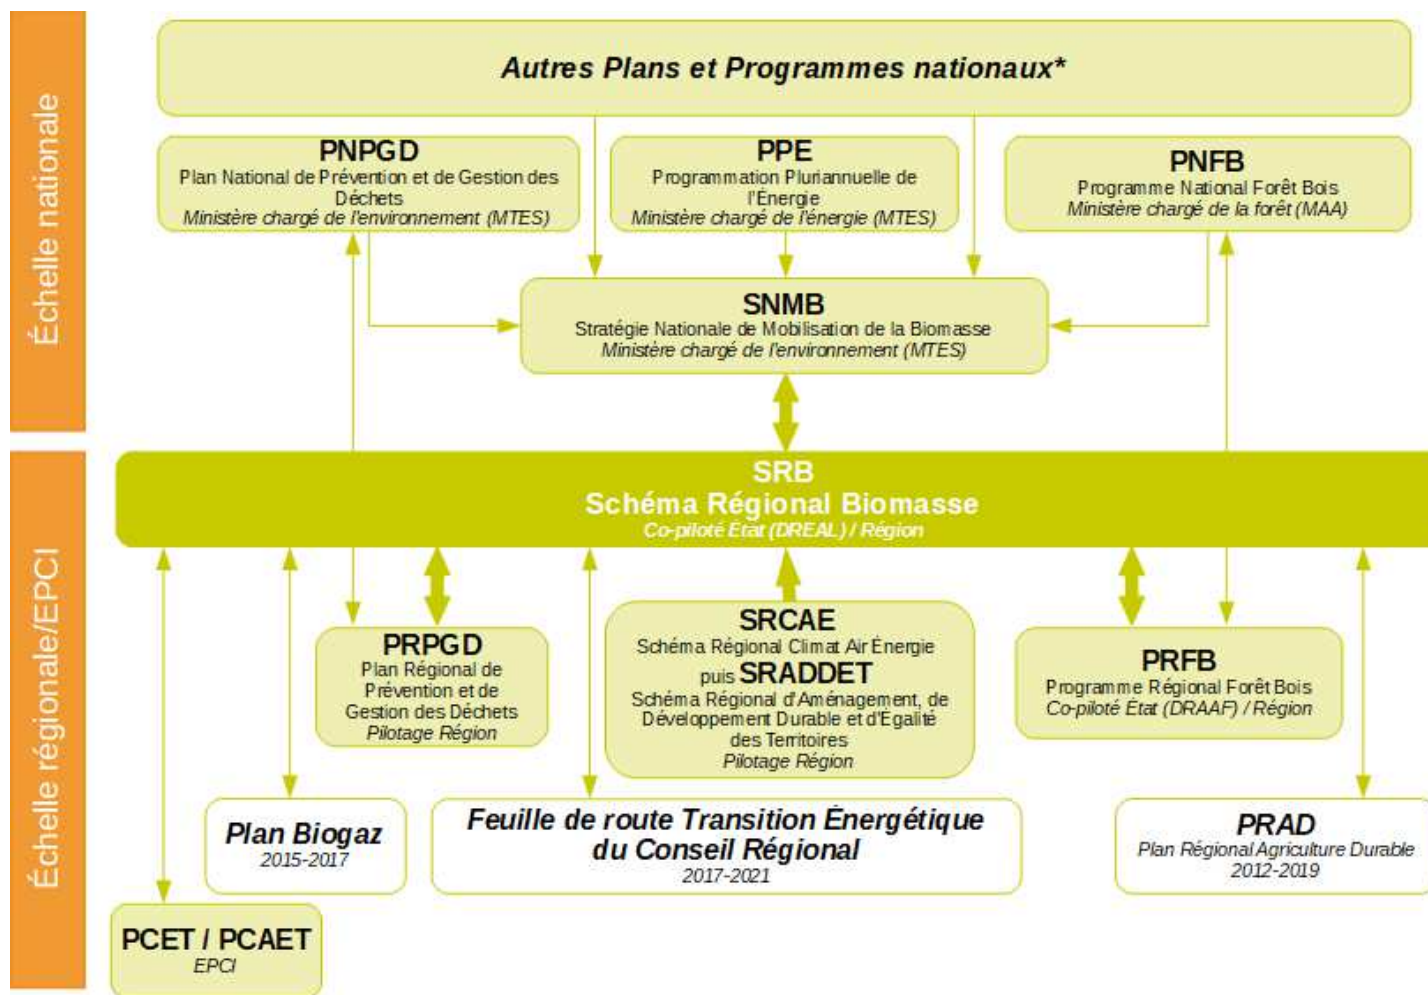 Échelle nationale
Autres Plans et Programmes nationaux*
PNPGD
Plan National de Prévention et de Gestion des
Déchets
Ministère chargé de l'environnement (MTES)
PPE
Programmation Pluriannuelle de
l'Énergie
Ministère chargé de l'énergie (MTES)
PNFB
Programme National Forêt Bois
Ministère chargé de la forêt (MAA)
SNMB
Stratégie Nationale de Mobilisation de la Biomasse
Ministère chargé de l'environnement (MTES)
Échelle régionale/EPCI
SRB
Schéma Régional Biomasse
Co-piloté État (DREAL) / Région
PRPGD
Plan Régional de
Prévention et de
Gestion des Déchets
Pilotage Région
SRCAE
Schéma Régional Climat Air Énergie
puis SRADDET
Schéma Régional d'Aménagement, de
Développement Durable et d'Égalité
des Territoires
Pilotage Région
PRFB
Programme Régional Forêt Bois
Co-piloté État (DRAAF) / Région
Plan Biogaz
2015-2017
Feuille de route Transition Énergétique
du Conseil Régional
2017-2021
PRAD
Plan Régional Agriculture Durable
2012-2019
PCET / PCAET
EPCI